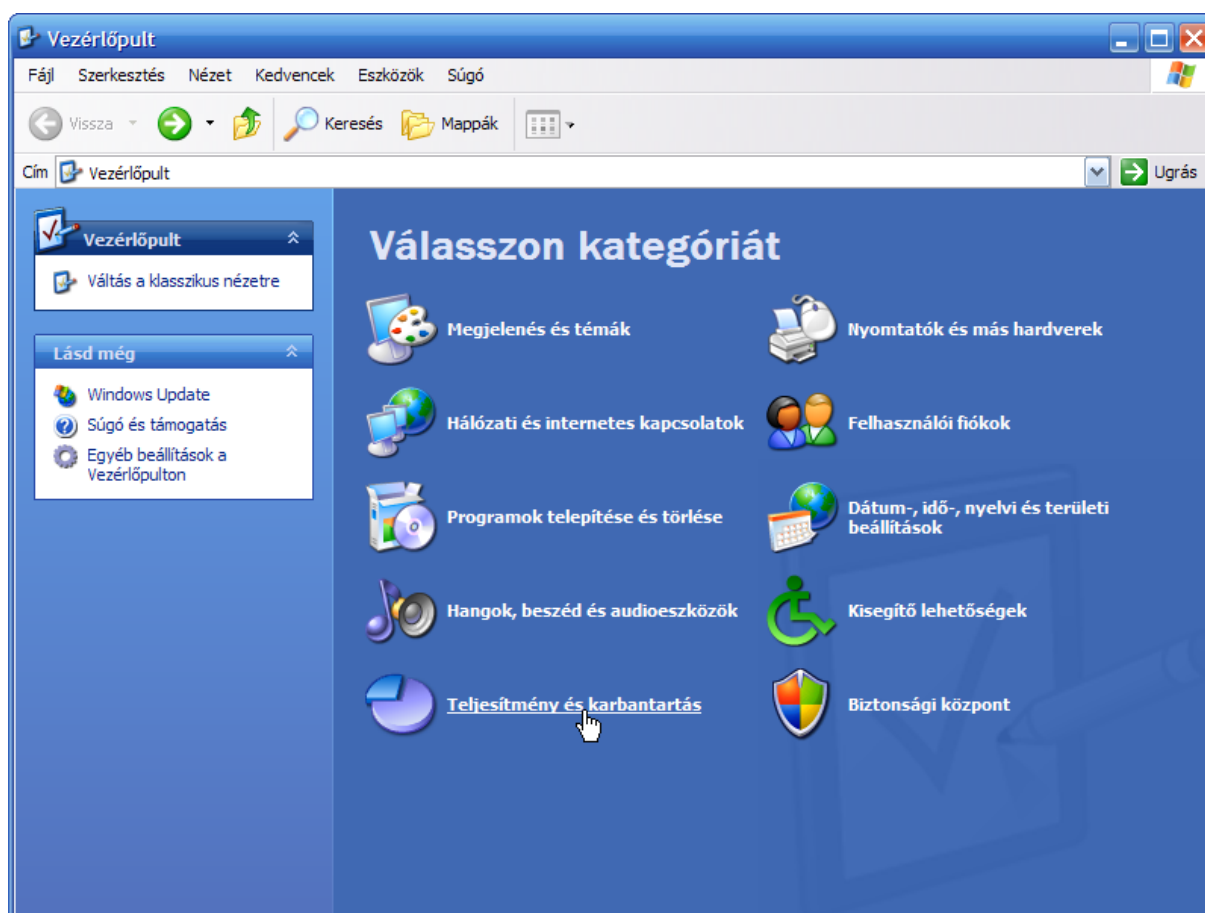 Vezérlőpult
Fájl Szerkesztés Nézet Kedvencek Eszközök Súgó
Vissza Keresés Mappák
Cím Vezérlőpult Ugrás
Vezérlőpult
Váltás a klasszikus nézetre
Lásd még
Windows Update
Súgó és támogatás
Egyéb beállítások a
Vezérlőpulton
Válasszon kategóriát
Megjelenés és témák
Nyomtatók és más hardverek
Hálózati és internetes kapcsolatok
Felhasználói fiókok
Programok telepítése és törlése
Dátum-, idő-, nyelvi és területi
beállítások
Hangok, beszéd és audioeszközök
Kisegítő lehetőségek
Teljesítmény és karbantartás
Biztonsági központ